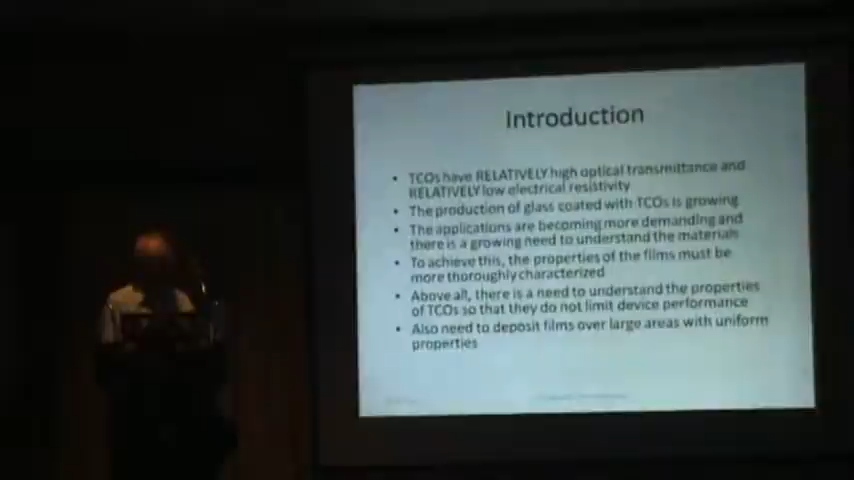 Introduction
• TCOs have RELATIVELY high optical transmittance and
RELATIVELY low electrical resistivity
• The production of glass coated with TCOs is growing
• The applications are becoming more demanding and
there is a growing need to understand the materials
• To achieve this, the properties of the films must be
more thoroughly characterized
• Above all, there is a need to understand the properties
of TCOs so that they do not limit device performance
• Also need to deposit films over large areas with uniform
properties